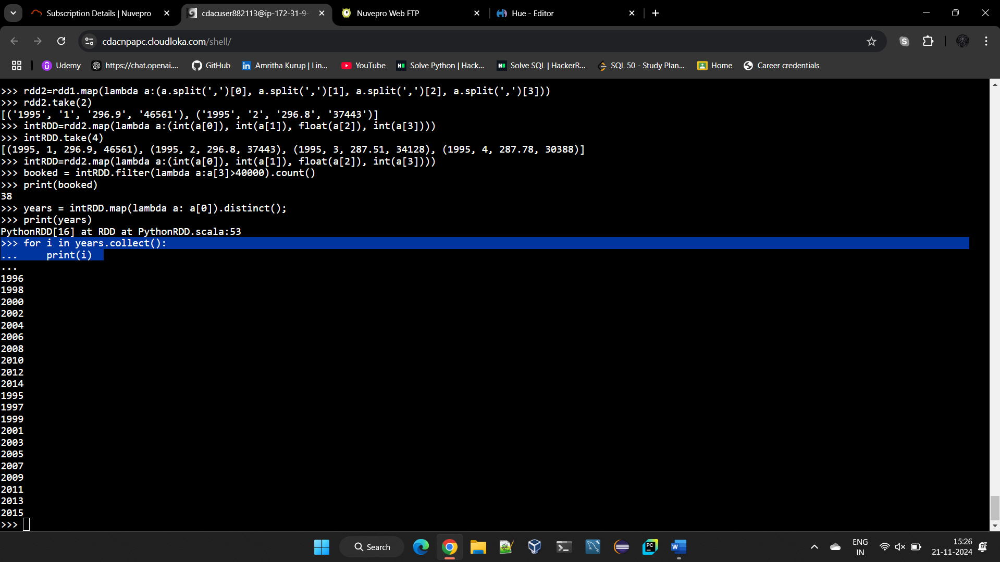 Subscription Details | Nuvepro
cdacuser882113@ip-172-31-9-
Nuvepro Web FTP
Hue - Editor
cdacnpapc.cloudloka.com/shell/
Udemy
https://chat.openai....
GitHub
Amritha Kurup | Lin...
YouTube
Solve Python | Hack...
Solve SQL | HackerR...
SQL 50 - Study Plan...
Home
Career credentials
>>> rdd2=rdd1.map(lambda a:(a.split(',')[0], a.split(',')[1], a.split(',')[2], a.split(',')[3]))
>>> rdd2.take(2)
[('1995', '1', '296.9', '46561'), ('1995', '2', '296.8', '37443')]
>>> intRDD=rdd2.map(lambda a:(int(a[0]), int(a[1]), float(a[2]), int(a[3])))
>>> intRDD.take(4)
[(1995, 1, 296.9, 46561), (1995, 2, 296.8, 37443), (1995, 3, 287.51, 34128), (1995, 4, 287.78, 30388)]
>>> intRDD=rdd2.map(lambda a:(int(a[0]), int(a[1]), float(a[2]), int(a[3])))
>>> booked = intRDD.filter(lambda a:a[3]>40000).count()
>>> print(booked)
38
>>> years = intRDD.map(lambda a: a[0]).distinct();
>>> print(years)
PythonRDD[16] at RDD at PythonRDD.scala:53
>>> for i in years.collect():
...     print(i)
...
1996
1998
2000
2002
2004
2006
2008
2010
2012
2014
1995
1997
1999
2001
2003
2005
2007
2009
2011
2013
2015
>>>
Search
ENG
IN
15:26
21-11-2024